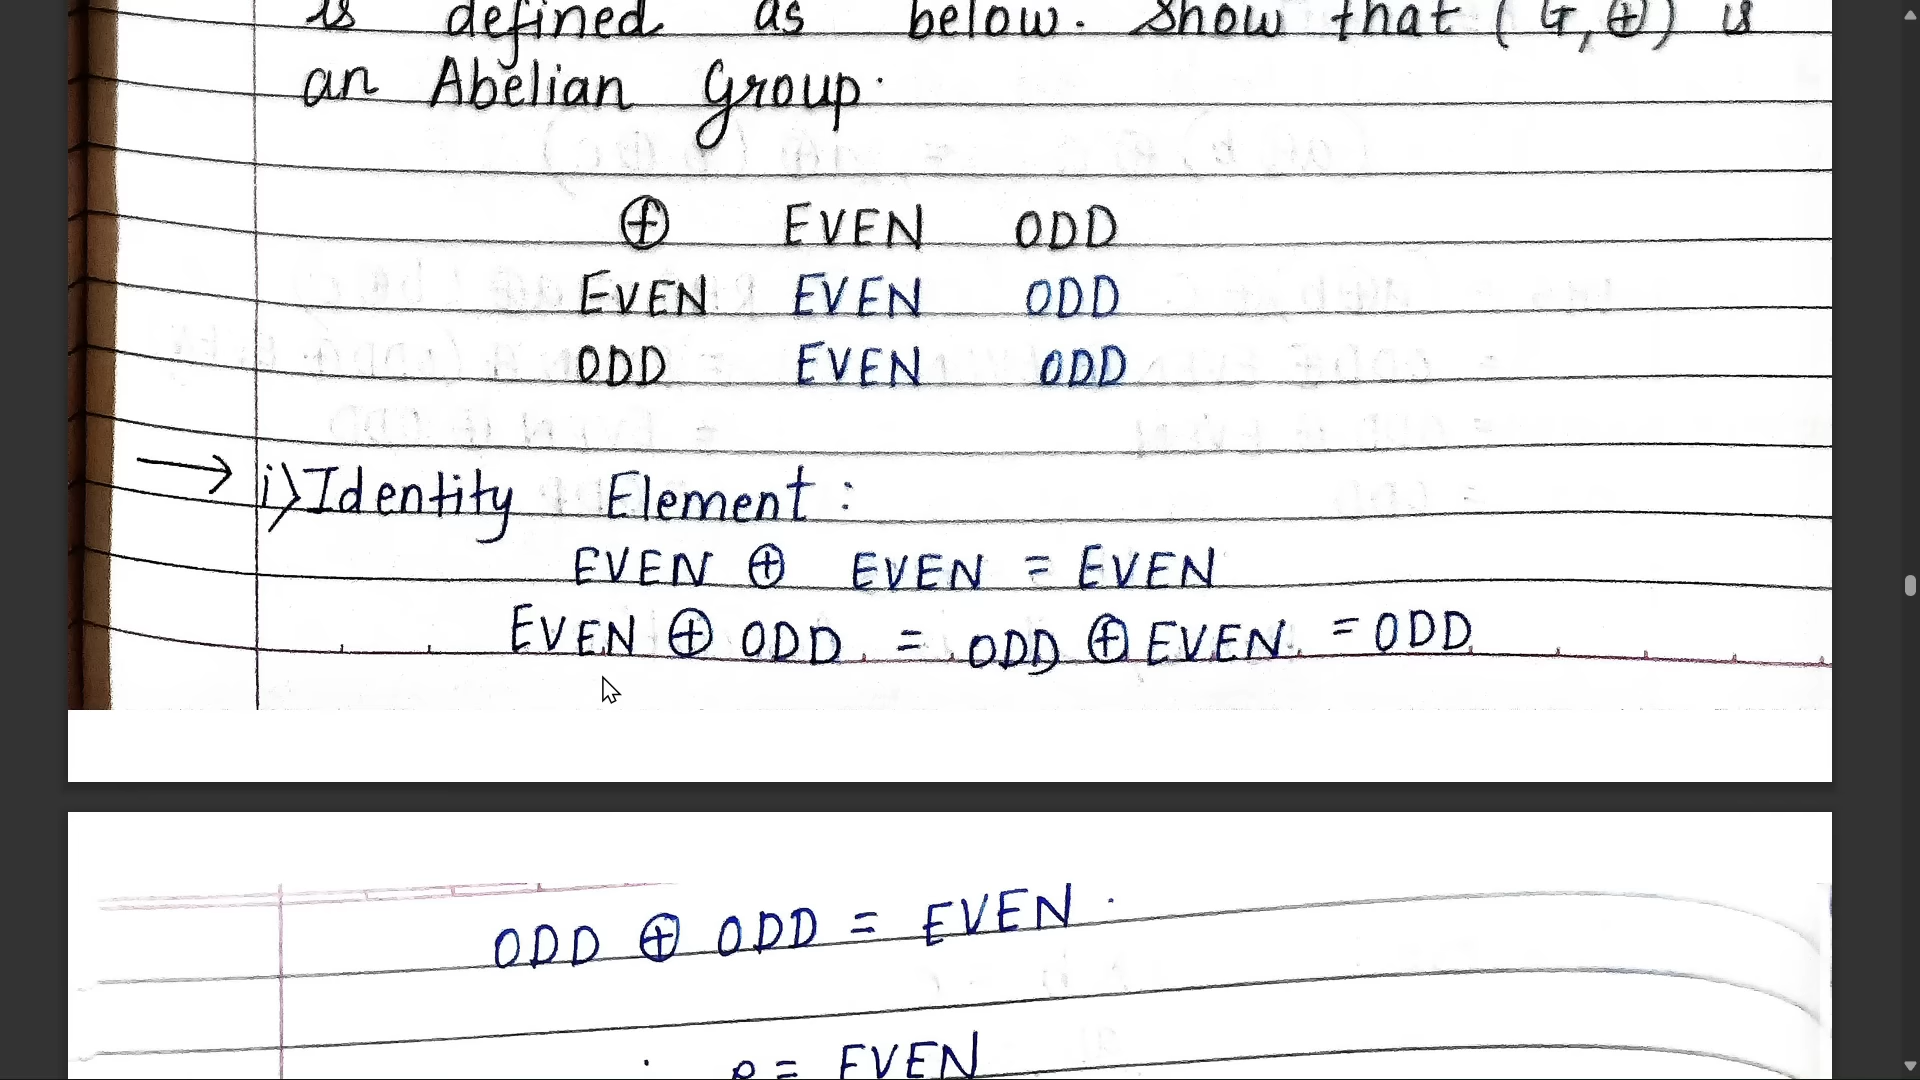 is defined as below. Show that (G, ⊕) is
an Abelian Group.
⊕ EVEN ODD
EVEN EVEN ODD
ODD EVEN ODD
→ i) Identity Element :
EVEN ⊕ EVEN = EVEN
EVEN ⊕ ODD = ODD ⊕ EVEN = ODD
ODD ⊕ ODD = EVEN .
e = EVEN